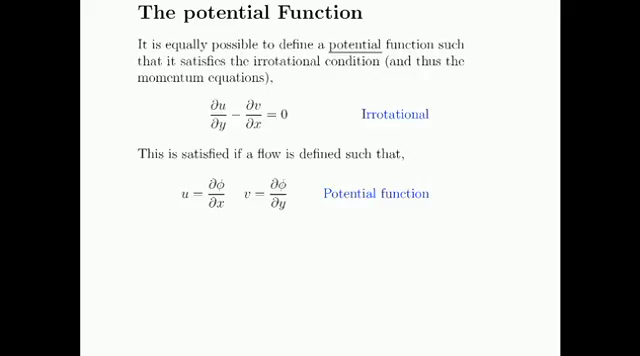 The potential Function
It is equally possible to define a potential function such
that it satisfies the irrotational condition (and thus the
momentum equations),
∂u/∂y − ∂v/∂x = 0 Irrotational
This is satisfied if a flow is defined such that,
u = ∂ϕ/∂x v = ∂ϕ/∂y Potential function